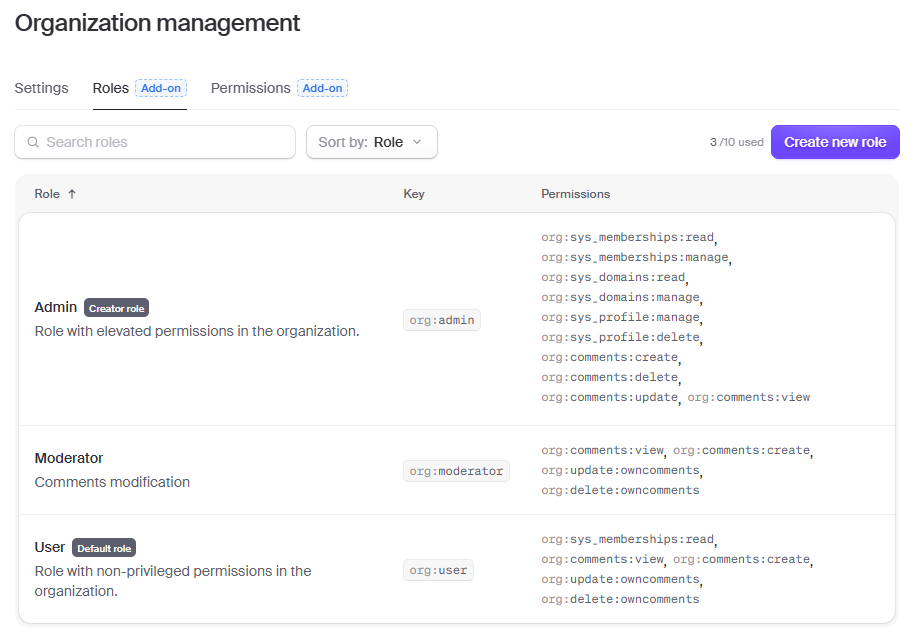 Organization management
Settings Roles Add-on Permissions Add-on
Search roles Sort by: Role 3 /10 used Create new role
Role ↑ Key Permissions
Admin Creator role
Role with elevated permissions in the organization.
org:admin
org:sys_memberships:read,
org:sys_memberships:manage,
org:sys_domains:read,
org:sys_domains:manage,
org:sys_profile:manage,
org:sys_profile:delete,
org:comments:create,
org:comments:delete,
org:comments:update, org:comments:view
Moderator
Comments modification
org:moderator
org:comments:view, org:comments:create,
org:update:owncomments,
org:delete:owncomments
User Default role
Role with non-privileged permissions in the
organization.
org:user
org:sys_memberships:read,
org:comments:view, org:comments:create,
org:update:owncomments,
org:delete:owncomments